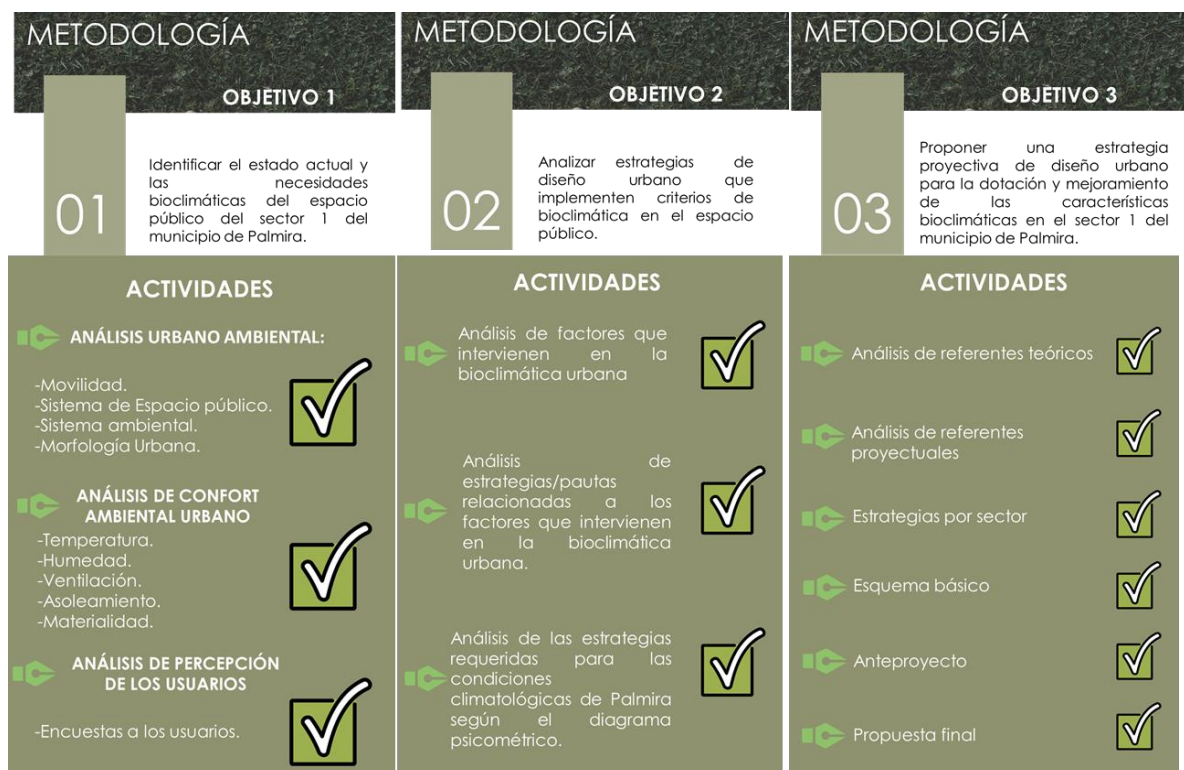 METODOLOGÍA
OBJETIVO 1
01
Identificar el estado actual y
las necesidades
bioclimáticas del espacio
público del sector 1 del
municipio de Palmira.
ACTIVIDADES
ANÁLISIS URBANO AMBIENTAL:
-Movilidad.
-Sistema de Espacio público.
-Sistema ambiental.
-Morfología Urbana.
ANÁLISIS DE CONFORT
AMBIENTAL URBANO
-Temperatura.
-Humedad.
-Ventilación.
-Asoleamiento.
-Materialidad.
ANÁLISIS DE PERCEPCIÓN
DE LOS USUARIOS
-Encuestas a los usuarios.
METODOLOGÍA
OBJETIVO 2
02
Analizar estrategias de
diseño urbano que
implementen criterios de
bioclimática en el espacio
público.
ACTIVIDADES
Análisis de factores que
intervienen en la
bioclimática urbana
Análisis de
estrategias/pautas
relacionadas a los
factores que intervienen
en la bioclimática
urbana.
Análisis de las estrategias
requeridas para las
condiciones
climatológicas de Palmira
según el diagrama
psicométrico.
METODOLOGÍA
OBJETIVO 3
03
Proponer una estrategia
proyectiva de diseño urbano
para la dotación y mejoramiento
de las características
bioclimáticas en el sector 1 del
municipio de Palmira.
ACTIVIDADES
Análisis de referentes teóricos
Análisis de referentes
proyectuales
Estrategias por sector
Esquema básico
Anteproyecto
Propuesta final